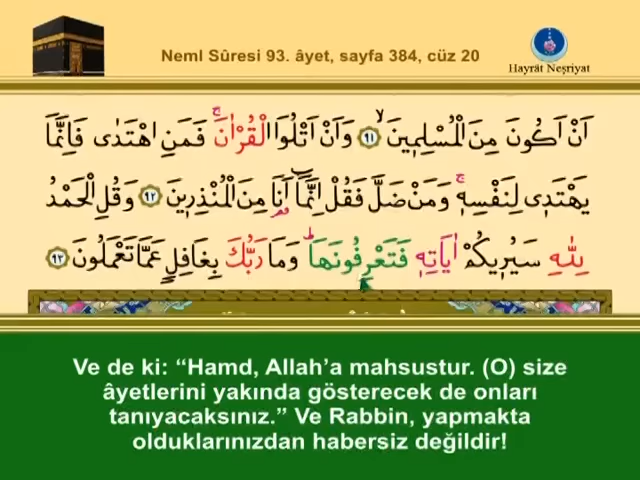 Neml Sûresi 93. âyet, sayfa 384, cüz 20
Hayrât Neşriyat
اَنْ اَكُونَ مِنَ الْمُسْلِمٖينَۙ ﴿٩١﴾ وَاَنْ اَتْلُوَا الْقُرْاٰنَۚ فَمَنِ اهْتَدٰى فَاِنَّمَا
يَهْتَدٖى لِنَفْسِهٖۚ وَمَنْ ضَلَّ فَقُلْ اِنَّمَٓا اَنَا مِنَ الْمُنْذِرٖينَ ﴿٩٢﴾ وَقُلِ الْحَمْدُ
لِلّٰهِ سَيُرٖيكُمْ اٰيَاتِهٖ فَتَعْرِفُونَهَاۜ وَمَا رَبُّكَ بِغَافِلٍ عَمَّا تَعْمَلُونَ ﴿٩٣﴾
Ve de ki: “Hamd, Allah’a mahsustur. (O) size
âyetlerini yakında gösterecek de onları
tanıyacaksınız.” Ve Rabbin, yapmakta
olduklarınızdan habersiz değildir!